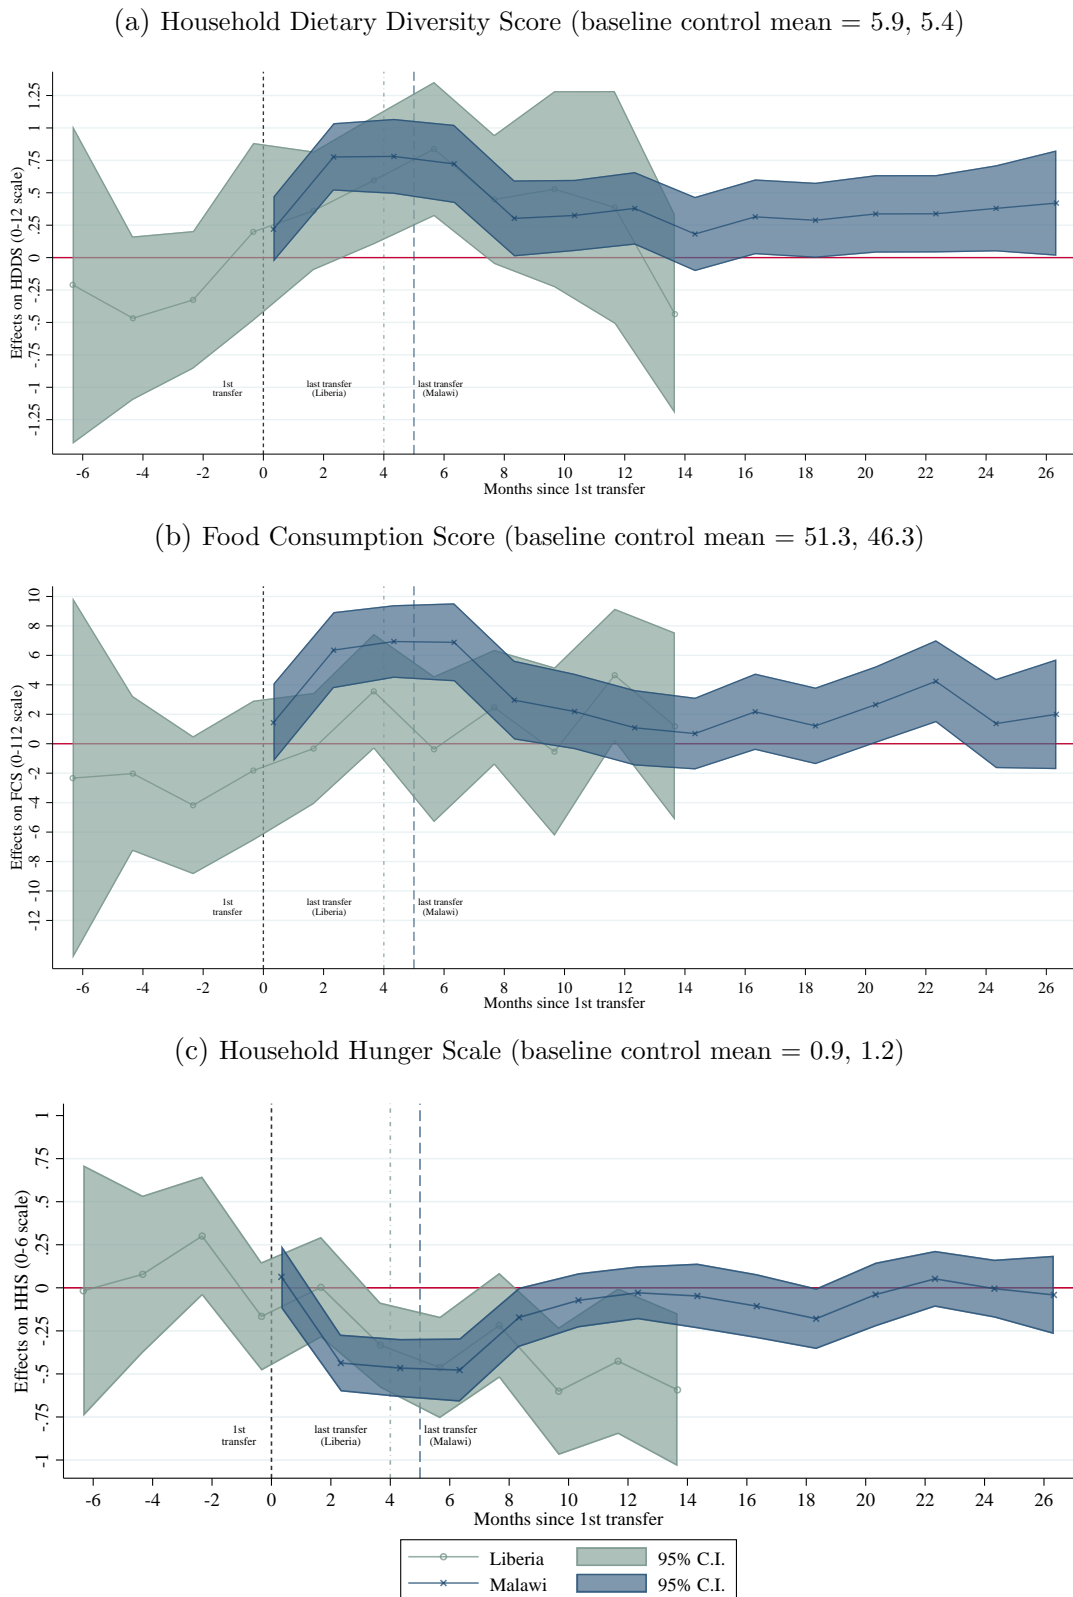 (a) Household Dietary Diversity Score (baseline control mean = 5.9, 5.4)
Effects on HDDS (0-12 scale)
1.25
1
.75
.5
.25
0
-.25
-.5
-.75
-1
-1.25
1st
transfer
last transfer
(Liberia)
last transfer
(Malawi)
-6 -4 -2 0 2 4 6 8 10 12 14 16 18 20 22 24 26
Months since 1st transfer
(b) Food Consumption Score (baseline control mean = 51.3, 46.3)
Effects on FCS (0-112 scale)
10
8
6
4
2
0
-2
-4
-6
-8
-10
-12
1st
transfer
last transfer
(Liberia)
last transfer
(Malawi)
-6 -4 -2 0 2 4 6 8 10 12 14 16 18 20 22 24 26
Months since 1st transfer
(c) Household Hunger Scale (baseline control mean = 0.9, 1.2)
Effects on HHS (0-6 scale)
1
.75
.5
.25
0
-.25
-.5
-.75
-1
1st
transfer
last transfer
(Liberia)
last transfer
(Malawi)
-6 -4 -2 0 2 4 6 8 10 12 14 16 18 20 22 24 26
Months since 1st transfer
Liberia 95% C.I.
Malawi 95% C.I.